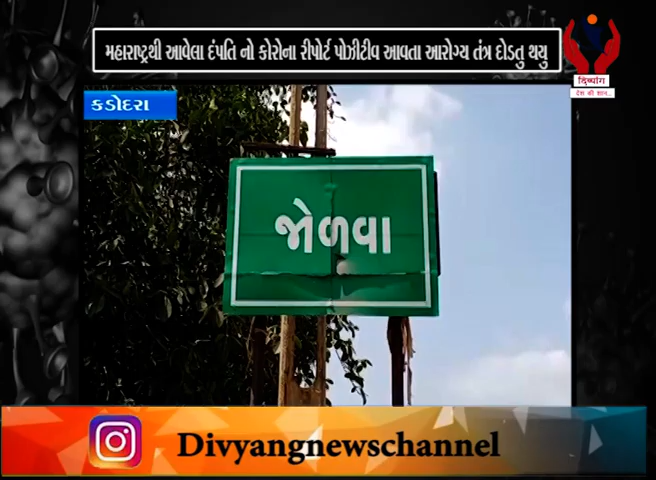 મહારાષ્ટ્રથી આવેલા દંપતિ નો કોરોના રીપોર્ટ પોઝીટીવ આવતા આરોગ્ય તંત્ર દોડતુ થયુ
दिव्यांग
देश की शान...
કડોદરા
જોળવા
Divyangnewschannel